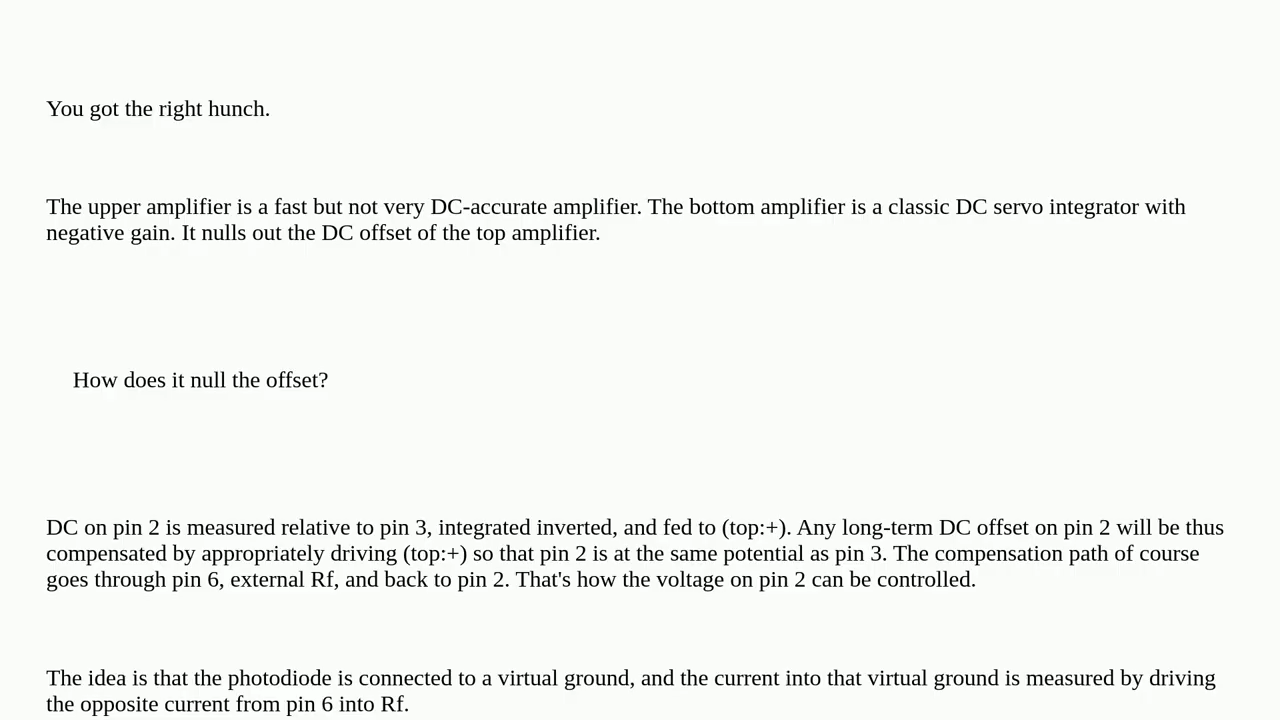 You got the right hunch.
The upper amplifier is a fast but not very DC-accurate amplifier. The bottom amplifier is a classic DC servo integrator with
negative gain. It nulls out the DC offset of the top amplifier.
How does it null the offset?
DC on pin 2 is measured relative to pin 3, integrated inverted, and fed to (top:+). Any long-term DC offset on pin 2 will be thus
compensated by appropriately driving (top:+) so that pin 2 is at the same potential as pin 3. The compensation path of course
goes through pin 6, external Rf, and back to pin 2. That's how the voltage on pin 2 can be controlled.
The idea is that the photodiode is connected to a virtual ground, and the current into that virtual ground is measured by driving
the opposite current from pin 6 into Rf.